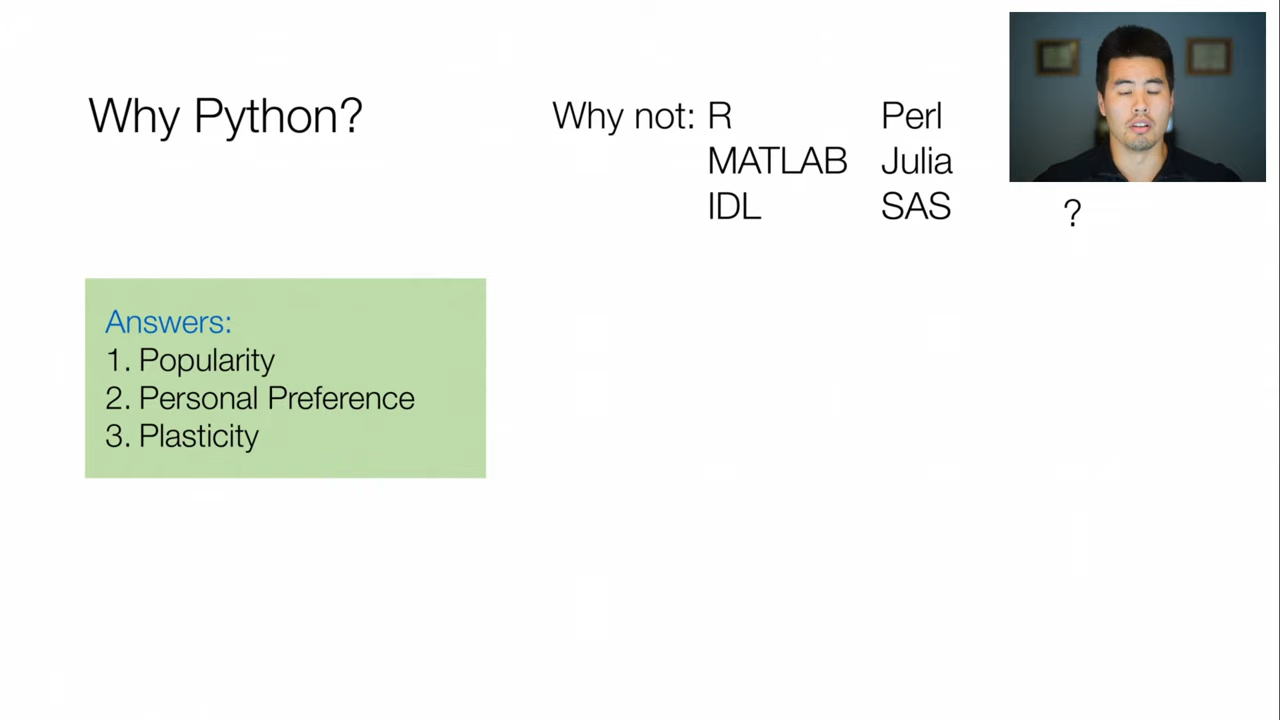 Why Python?
Why not: R Perl
MATLAB Julia
IDL SAS ?
Answers:
1. Popularity
2. Personal Preference
3. Plasticity